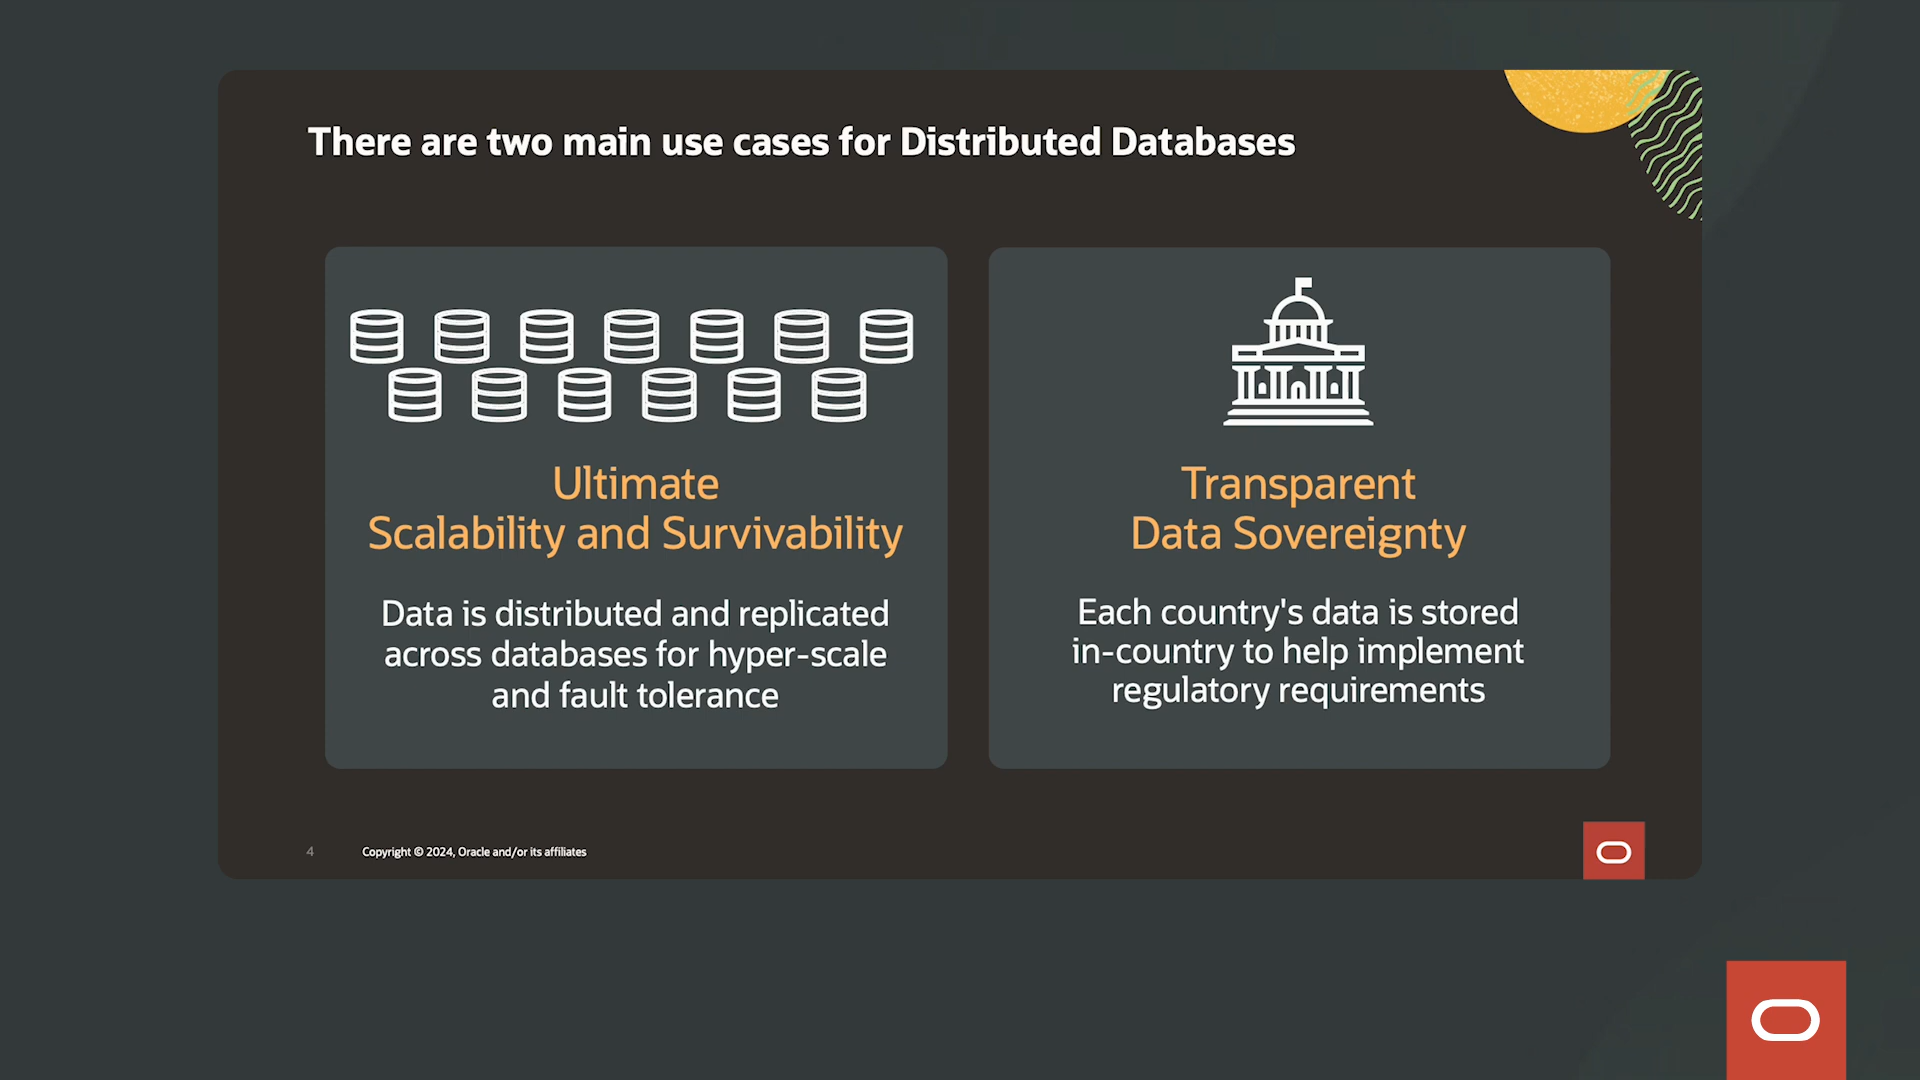 There are two main use cases for Distributed Databases
Ultimate
Scalability and Survivability
Data is distributed and replicated
across databases for hyper-scale
and fault tolerance
Transparent
Data Sovereignty
Each country's data is stored
in-country to help implement
regulatory requirements
4
Copyright © 2024, Oracle and/or its affiliates